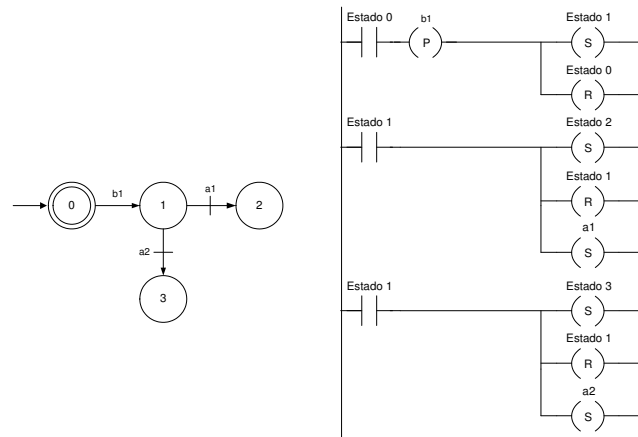 0
b1
1
a1
2
a2
3
Estado 0
b1
P
Estado 1
S
Estado 0
R
Estado 1
Estado 2
S
Estado 1
R
a1
S
Estado 1
Estado 3
S
Estado 1
R
a2
S